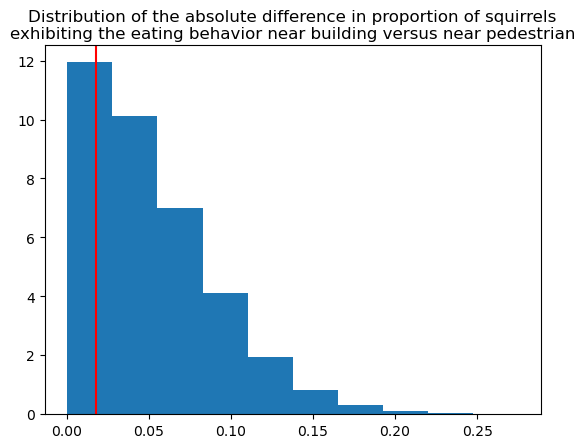 Distribution of the absolute difference in proportion of squirrels
exhibiting the eating behavior near building versus near pedestrian
12
10
8
6
4
2
0
0.00 0.05 0.10 0.15 0.20 0.25